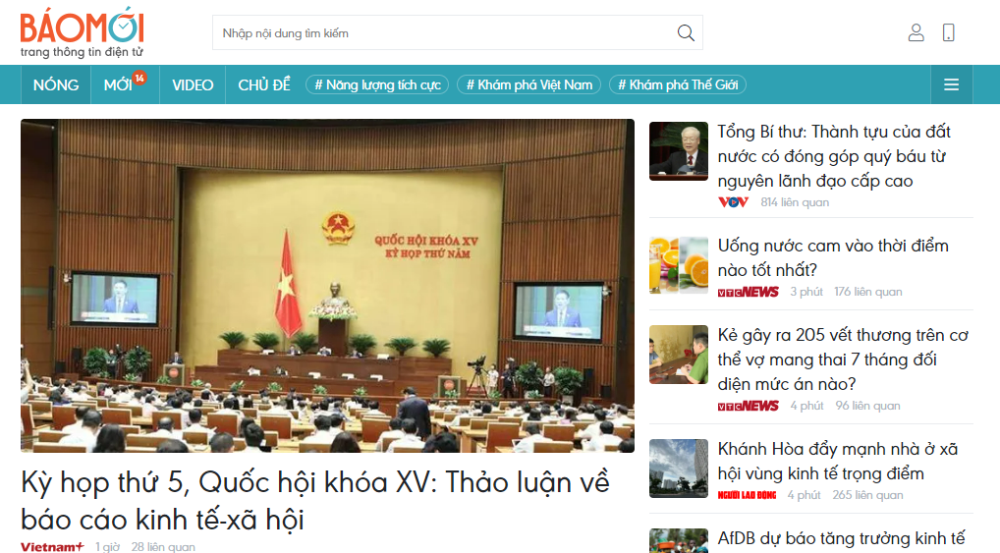 BÁOMỚI
trang thông tin điện tử
Nhập nội dung tìm kiếm
NÓNG
MỚI
14
VIDEO
CHỦ ĐỀ
# Năng lượng tích cực
# Khám phá Việt Nam
# Khám phá Thế Giới
QUỐC HỘI KHÓA XV
KỲ HỌP THỨ NĂM
Kỳ họp thứ 5, Quốc hội khóa XV: Thảo luận về
báo cáo kinh tế-xã hội
Vietnam+ 1 giờ 28 liên quan
Tổng Bí thư: Thành tựu của đất
nước có đóng góp quý báu từ
nguyên lãnh đạo cấp cao
VOV 814 liên quan
Uống nước cam vào thời điểm
nào tốt nhất?
VTC NEWS 3 phút 176 liên quan
Kẻ gây ra 205 vết thương trên cơ
thể vợ mang thai 7 tháng đối
diện mức án nào?
VTC NEWS 4 phút 96 liên quan
Khánh Hòa đẩy mạnh nhà ở xã
hội vùng kinh tế trọng điểm
NGƯỜI LAO ĐỘNG 4 phút 265 liên quan
AfDB dự báo tăng trưởng kinh tế